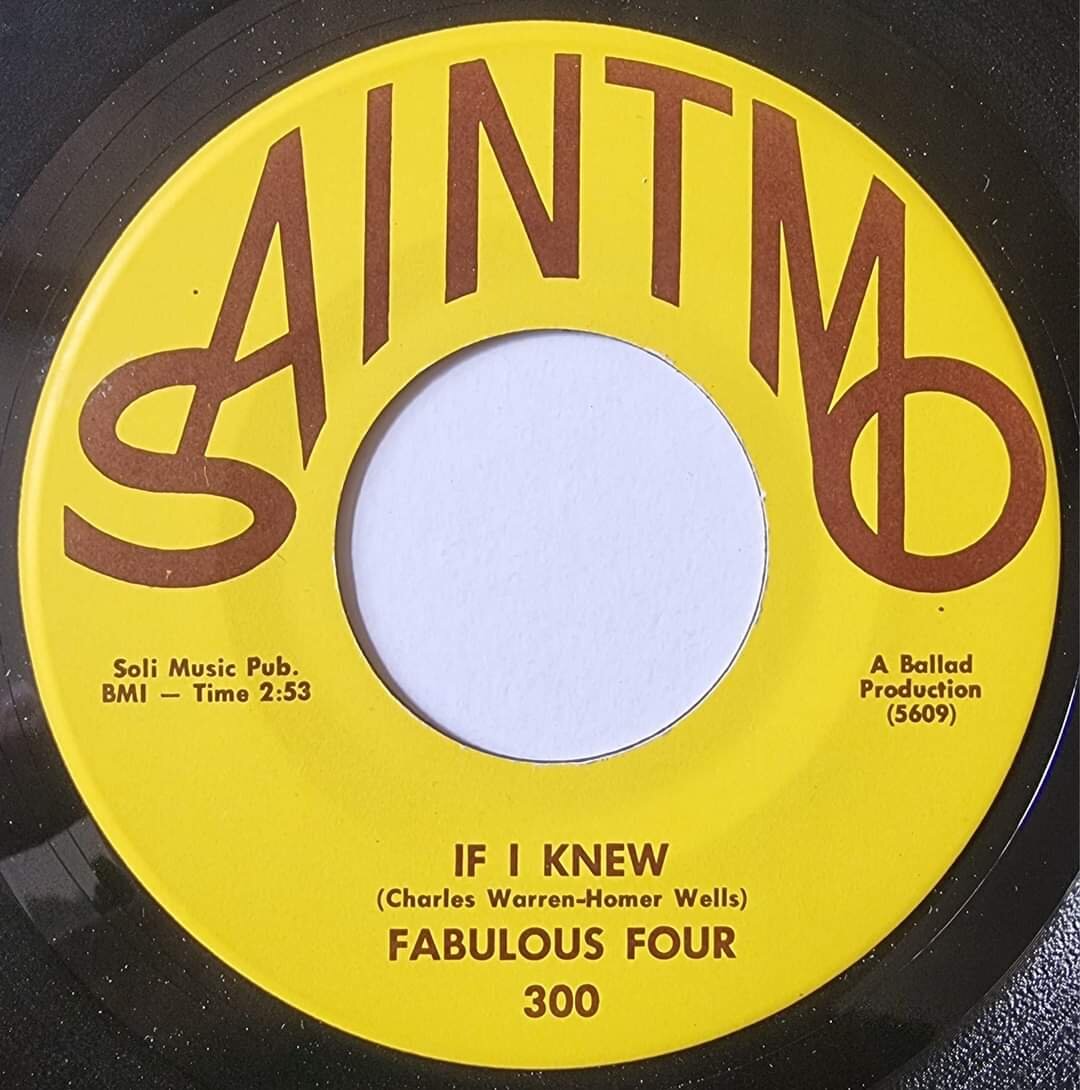 SAINTMO
Soli Music Pub.
BMI — Time 2:53
A Ballad
Production
(5609)
IF I KNEW
(Charles Warren-Homer Wells)
FABULOUS FOUR
300